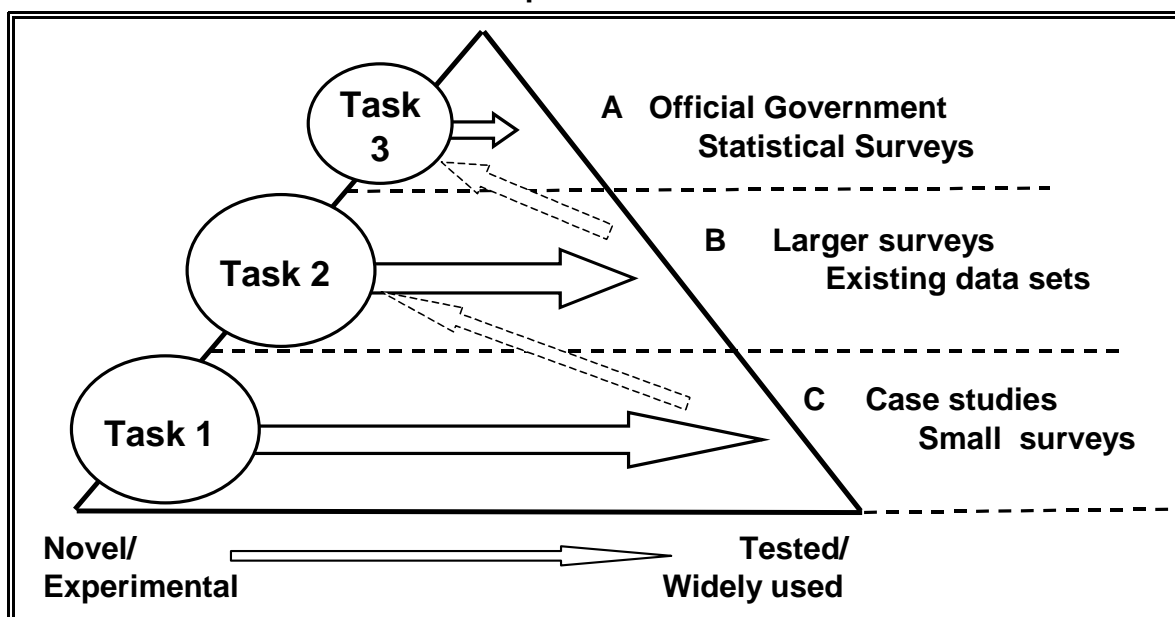 Task
3
A Official Government
Statistical Surveys
Task 2
B Larger surveys
Existing data sets
Task 1
C Case studies
Small surveys
Novel/
Experimental
Tested/
Widely used